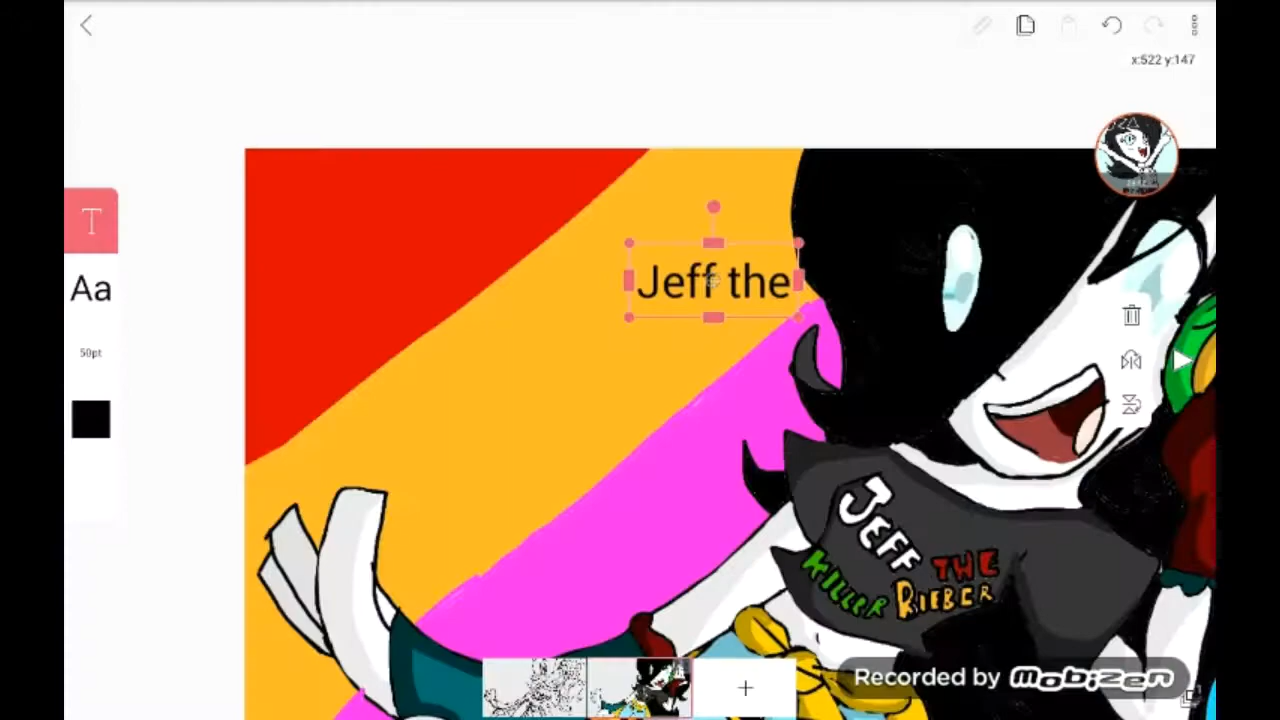 x:522 y:147
T
Aa
50pt
Jeff the
JEFF THE
KILLER RIEBER
Recorded by mobizen